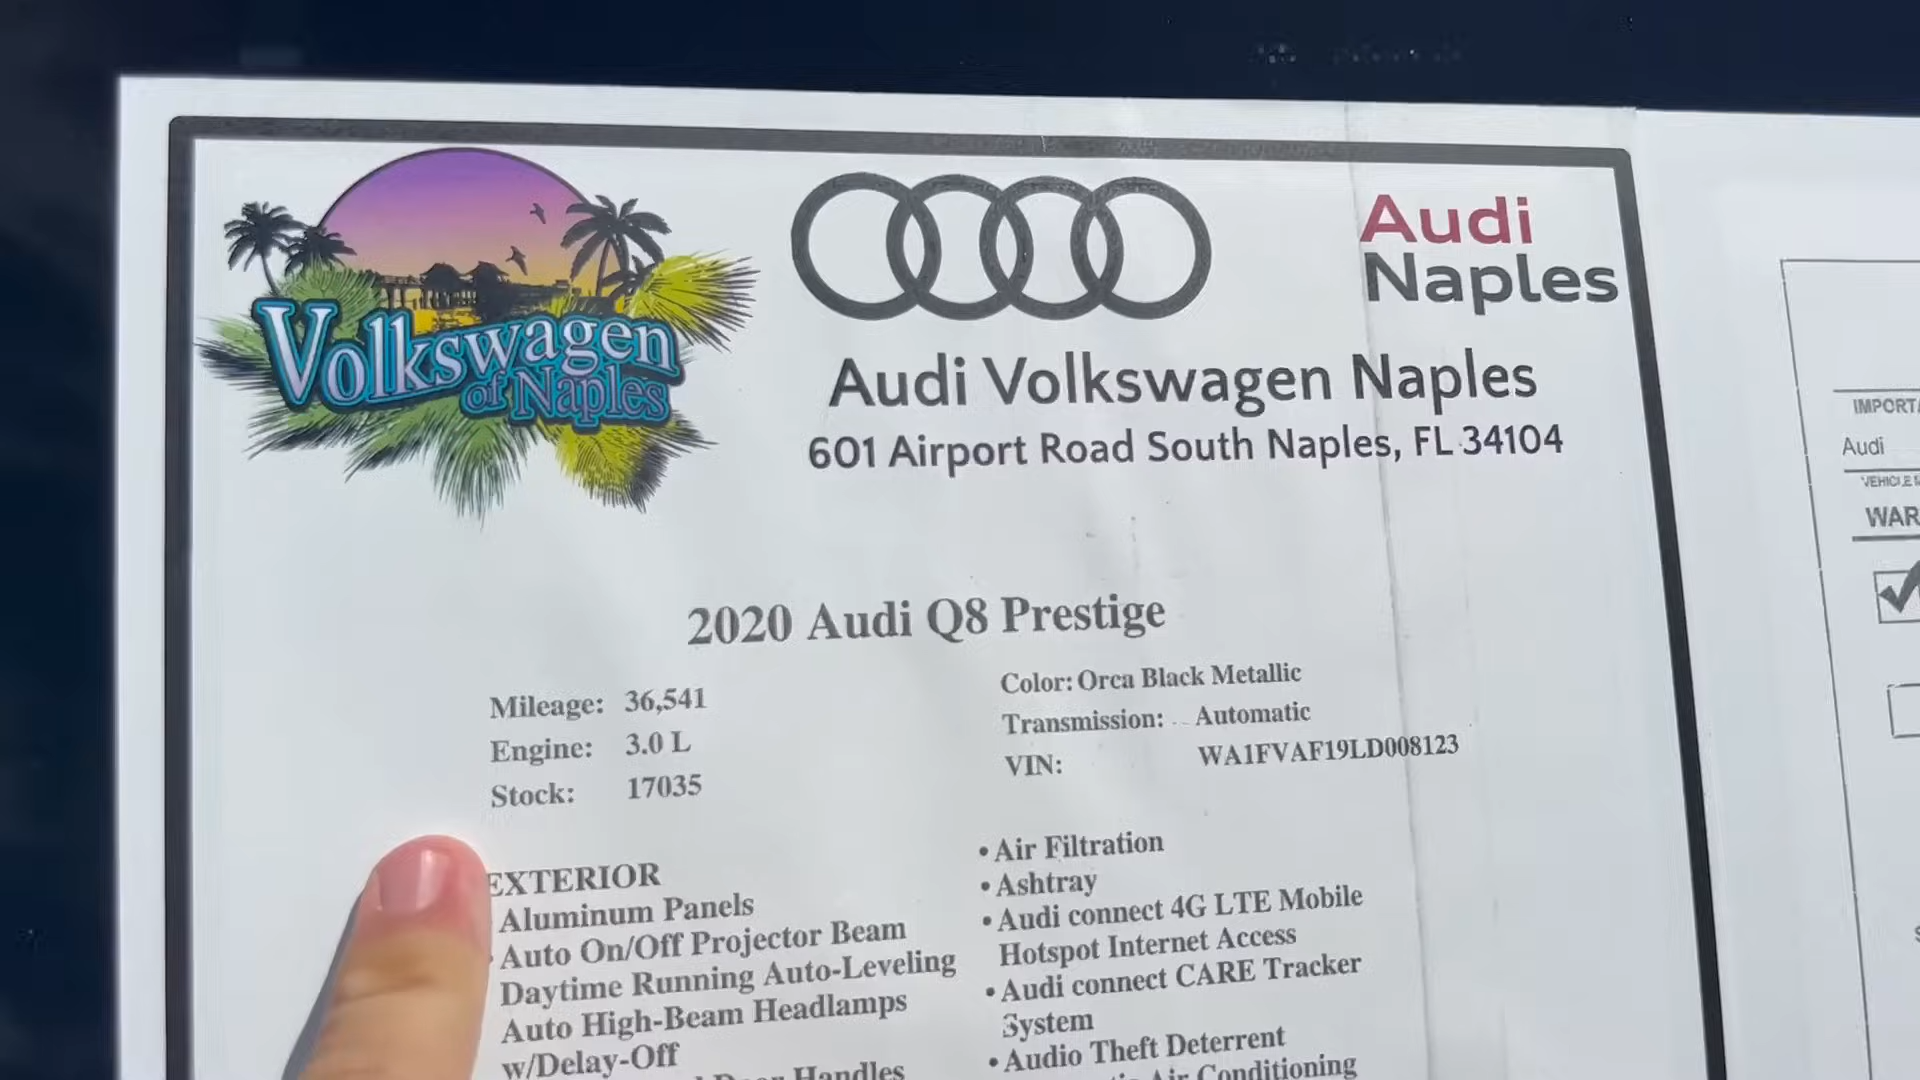 Volkswagen
of Naples
Audi
Naples
Audi Volkswagen Naples
601 Airport Road South Naples, FL 34104
2020 Audi Q8 Prestige
Mileage: 36,541
Engine: 3.0 L
Stock: 17035
Color: Orca Black Metallic
Transmission: Automatic
VIN: WA1FVAF19LD008123
EXTERIOR
Aluminum Panels
Auto On/Off Projector Beam
Daytime Running Auto-Leveling
Auto High-Beam Headlamps
w/Delay-Off
Handles
• Air Filtration
• Ashtray
• Audi connect 4G LTE Mobile
Hotspot Internet Access
• Audi connect CARE Tracker
System
• Audio Theft Deterrent
Air Conditioning
Audi